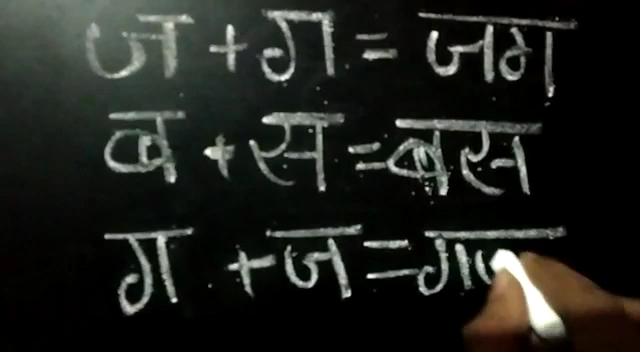 ज + ग = जग
ब + स = बस
ग + ज = ग